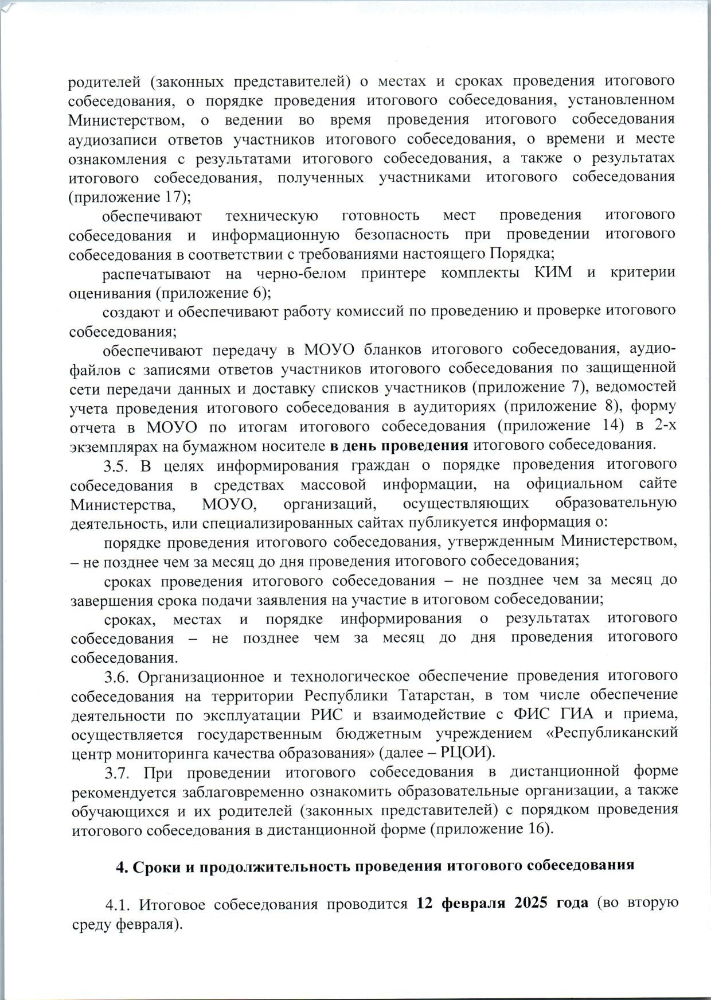 родителей (законных представителей) о местах и сроках проведения итогового
собеседования, о порядке проведения итогового собеседования, установленном
Министерством, о ведении во время проведения итогового собеседования
аудиозаписи ответов участников итогового собеседования, о времени и месте
ознакомления с результатами итогового собеседования, а также о результатах
итогового собеседования, полученных участниками итогового собеседования
(приложение 17);
обеспечивают техническую готовность мест проведения итогового
собеседования и информационную безопасность при проведении итогового
собеседования в соответствии с требованиями настоящего Порядка;
распечатывают на черно-белом принтере комплекты КИМ и критерии
оценивания (приложение 6);
создают и обеспечивают работу комиссий по проведению и проверке итогового
собеседования;
обеспечивают передачу в МОУО бланков итогового собеседования, аудио-
файлов с записями ответов участников итогового собеседования по защищенной
сети передачи данных и доставку списков участников (приложение 7), ведомостей
учета проведения итогового собеседования в аудиториях (приложение 8), форму
отчета в МОУО по итогам итогового собеседования (приложение 14) в 2-х
экземплярах на бумажном носителе в день проведения итогового собеседования.
3.5. В целях информирования граждан о порядке проведения итогового
собеседования в средствах массовой информации, на официальном сайте
Министерства, МОУО, организаций, осуществляющих образовательную
деятельность, или специализированных сайтах публикуется информация о:
порядке проведения итогового собеседования, утвержденным Министерством,
– не позднее чем за месяц до дня проведения итогового собеседования;
сроках проведения итогового собеседования – не позднее чем за месяц до
завершения срока подачи заявления на участие в итоговом собеседовании;
сроках, местах и порядке информирования о результатах итогового
собеседования – не позднее чем за месяц до дня проведения итогового
собеседования.
3.6. Организационное и технологическое обеспечение проведения итогового
собеседования на территории Республики Татарстан, в том числе обеспечение
деятельности по эксплуатации РИС и взаимодействие с ФИС ГИА и приема,
осуществляется государственным бюджетным учреждением «Республиканский
центр мониторинга качества образования» (далее – РЦОИ).
3.7. При проведении итогового собеседования в дистанционной форме
рекомендуется заблаговременно ознакомить образовательные организации, а также
обучающихся и их родителей (законных представителей) с порядком проведения
итогового собеседования в дистанционной форме (приложение 16).
4. Сроки и продолжительность проведения итогового собеседования
4.1. Итоговое собеседования проводится 12 февраля 2025 года (во вторую
среду февраля).